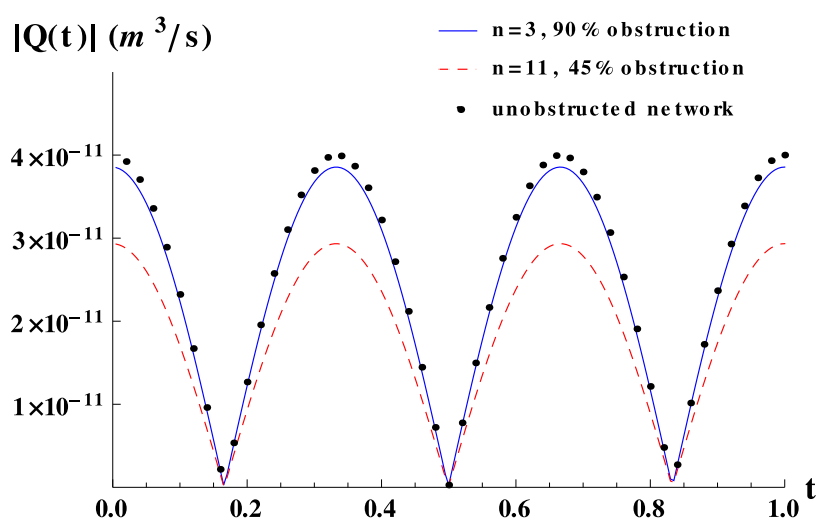 |Q(t)| (m³/s)
n=3, 90% obstruction
n=11, 45% obstruction
unobstructed network
4×10⁻¹¹
3×10⁻¹¹
2×10⁻¹¹
1×10⁻¹¹
0.0 0.2 0.4 0.6 0.8 1.0 t